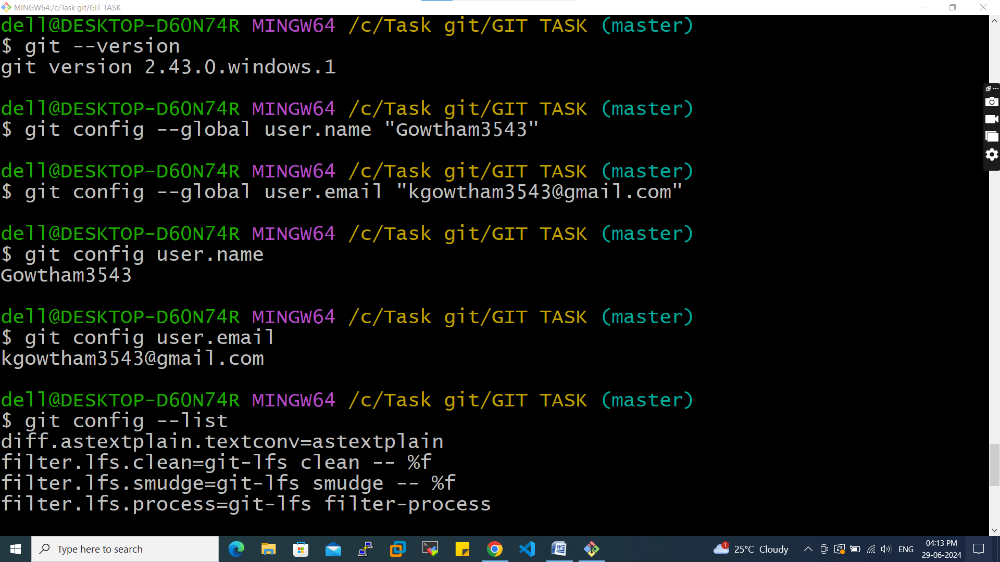 MINGW64:/c/Task git/GIT TASK
dell@DESKTOP-D6ON74R MINGW64 /c/Task git/GIT TASK (master)
$ git --version
git version 2.43.0.windows.1
dell@DESKTOP-D6ON74R MINGW64 /c/Task git/GIT TASK (master)
$ git config --global user.name "Gowtham3543"
dell@DESKTOP-D6ON74R MINGW64 /c/Task git/GIT TASK (master)
$ git config --global user.email "kgowtham3543@gmail.com"
dell@DESKTOP-D6ON74R MINGW64 /c/Task git/GIT TASK (master)
$ git config user.name
Gowtham3543
dell@DESKTOP-D6ON74R MINGW64 /c/Task git/GIT TASK (master)
$ git config user.email
kgowtham3543@gmail.com
dell@DESKTOP-D6ON74R MINGW64 /c/Task git/GIT TASK (master)
$ git config --list
diff.astextplain.textconv=astextplain
filter.lfs.clean=git-lfs clean -- %f
filter.lfs.smudge=git-lfs smudge -- %f
filter.lfs.process=git-lfs filter-process
Type here to search
1
25°C Cloudy
ENG
04:13 PM
29-06-2024